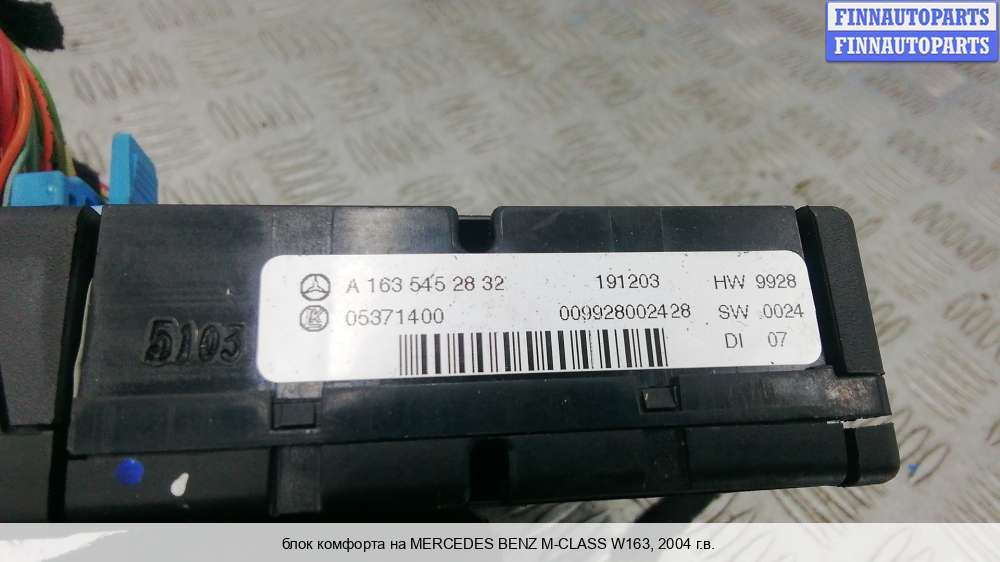 FINNAUTOPARTS
FINNAUTOPARTS
A 163 545 28 32 191203 HW 9928
05371400 009928002428 SW 0024
DI 07
5103
блок комфорта на MERCEDES BENZ M-CLASS W163, 2004 г.в.